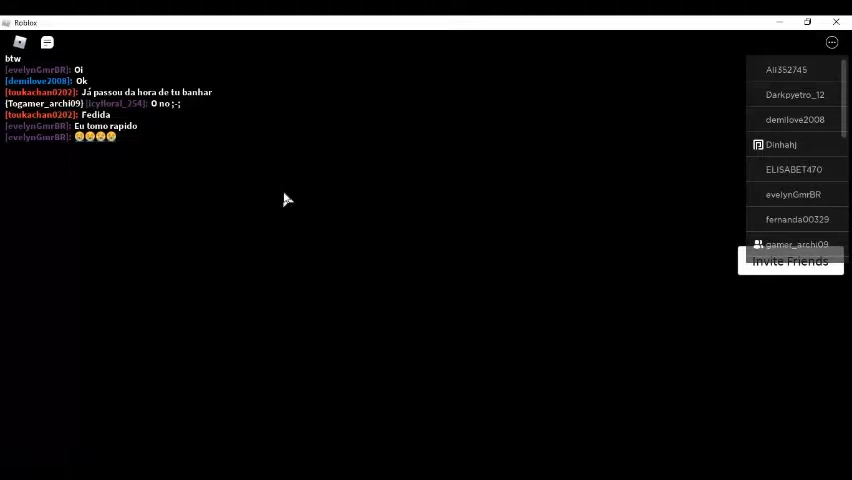 Roblox
btw
[evelynGmrBR]: Oi
[demilove2008]: Ok
[toukachan0202]: Já passou da hora de tu banhar
{Togamer_archi09} [icyfloral_254]: O no ;-;
[toukachan0202]: Fedida
[evelynGmrBR]: Eu tomo rapido
[evelynGmrBR]: 😢😢😢😢
Ali352745
Darkpyetro_12
demilove2008
Dinhahj
ELISABET470
evelynGmrBR
fernanda00329
gamer_archi09
Invite Friends